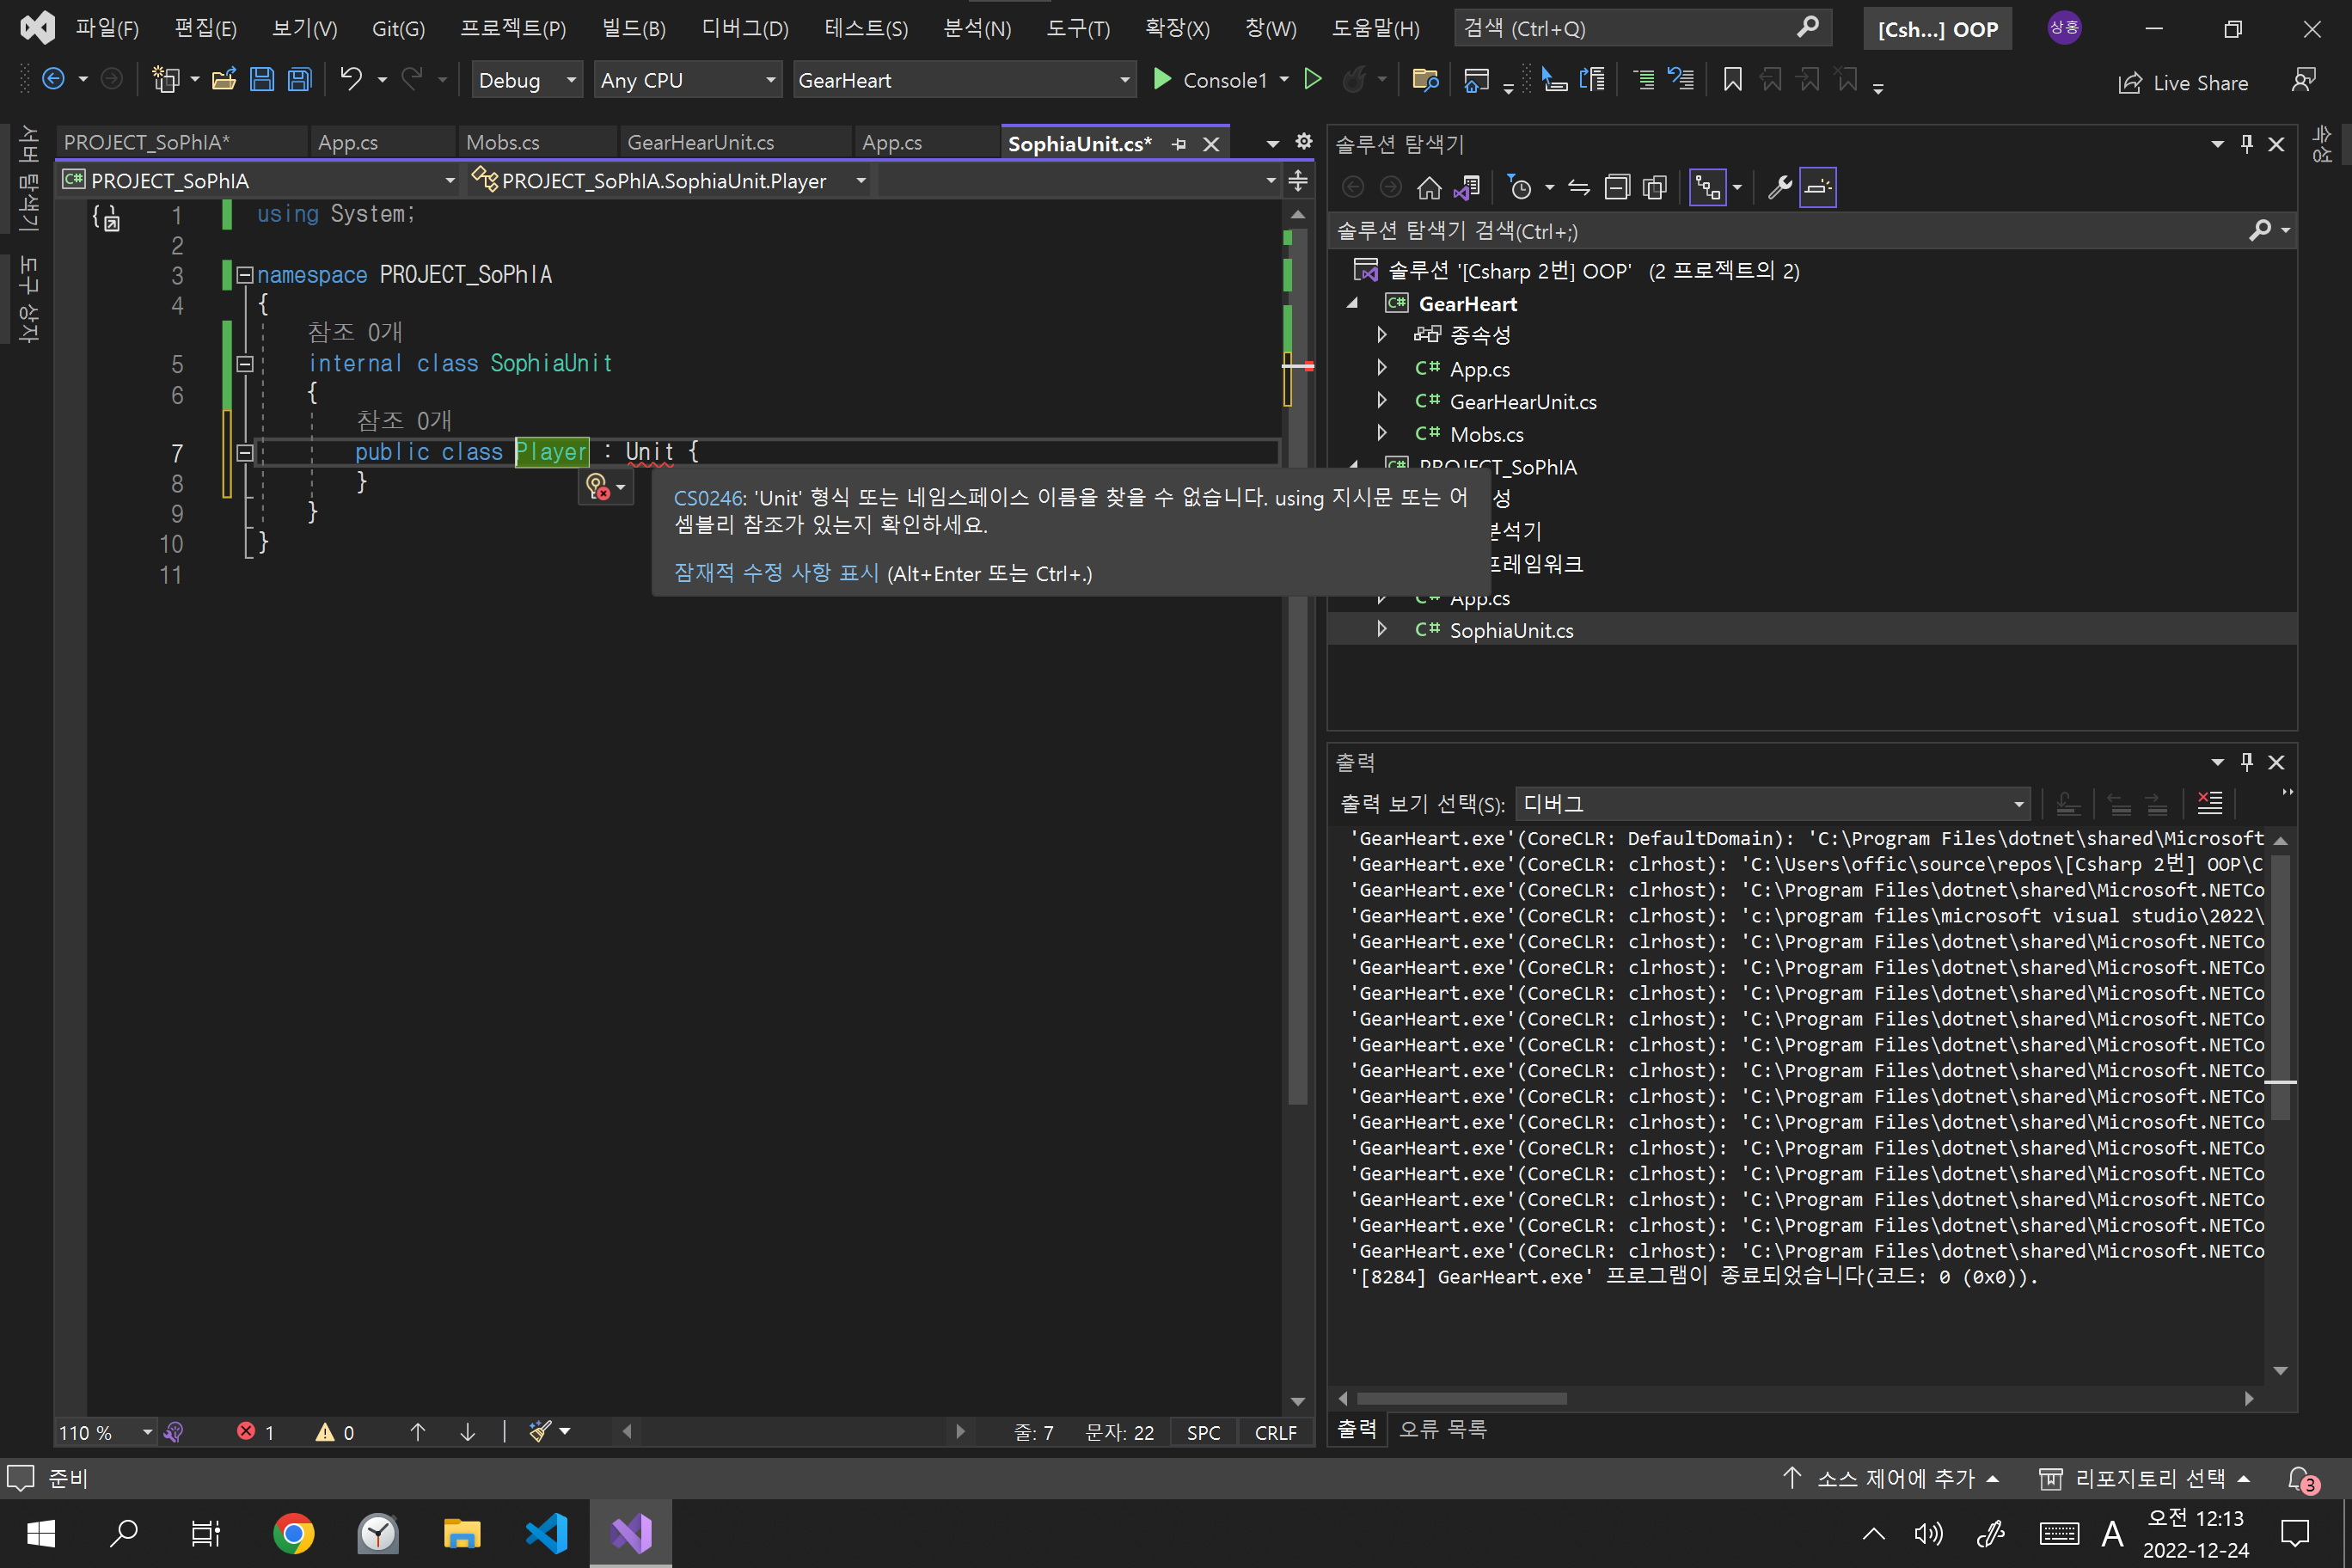 파일(F) 편집(E) 보기(V) Git(G) 프로젝트(P) 빌드(B) 디버그(D) 테스트(S) 분석(N) 도구(T) 확장(X) 창(W) 도움말(H) 검색 (Ctrl+Q) [Csh...] OOP 상홍
Debug Any CPU GearHeart Console1 Live Share
서버 탐색기
도구 상자
PROJECT_SoPhIA* App.cs Mobs.cs GearHearUnit.cs App.cs SophiaUnit.cs*
C# PROJECT_SoPhIA PROJECT_SoPhIA.SophiaUnit.Player
1 using System;
2
3 namespace PROJECT_SoPhIA
4 {
참조 0개
5 internal class SophiaUnit
6 {
참조 0개
7 public class Player : Unit {
8 }
9 }
10 }
11
CS0246: 'Unit' 형식 또는 네임스페이스 이름을 찾을 수 없습니다. using 지시문 또는 어
셈블리 참조가 있는지 확인하세요.
잠재적 수정 사항 표시 (Alt+Enter 또는 Ctrl+.)
110 % 1 0 줄: 7 문자: 22 SPC CRLF
솔루션 탐색기
속성
솔루션 탐색기 검색(Ctrl+;)
솔루션 '[Csharp 2번] OOP' (2 프로젝트의 2)
C# GearHeart
종속성
C# App.cs
C# GearHearUnit.cs
C# Mobs.cs
C# PROJECT_SoPhIA
성
분석기
프레임워크
C# App.cs
C# SophiaUnit.cs
출력
출력 보기 선택(S): 디버그
'GearHeart.exe'(CoreCLR: DefaultDomain): 'C:\Program Files\dotnet\shared\Microsoft
'GearHeart.exe'(CoreCLR: clrhost): 'C:\Users\offic\source\repos\[Csharp 2번] OOP\C
'GearHeart.exe'(CoreCLR: clrhost): 'C:\Program Files\dotnet\shared\Microsoft.NETCo
'GearHeart.exe'(CoreCLR: clrhost): 'c:\program files\microsoft visual studio\2022\
'GearHeart.exe'(CoreCLR: clrhost): 'C:\Program Files\dotnet\shared\Microsoft.NETCo
'GearHeart.exe'(CoreCLR: clrhost): 'C:\Program Files\dotnet\shared\Microsoft.NETCo
'GearHeart.exe'(CoreCLR: clrhost): 'C:\Program Files\dotnet\shared\Microsoft.NETCo
'GearHeart.exe'(CoreCLR: clrhost): 'C:\Program Files\dotnet\shared\Microsoft.NETCo
'GearHeart.exe'(CoreCLR: clrhost): 'C:\Program Files\dotnet\shared\Microsoft.NETCo
'GearHeart.exe'(CoreCLR: clrhost): 'C:\Program Files\dotnet\shared\Microsoft.NETCo
'GearHeart.exe'(CoreCLR: clrhost): 'C:\Program Files\dotnet\shared\Microsoft.NETCo
'GearHeart.exe'(CoreCLR: clrhost): 'C:\Program Files\dotnet\shared\Microsoft.NETCo
'GearHeart.exe'(CoreCLR: clrhost): 'C:\Program Files\dotnet\shared\Microsoft.NETCo
'GearHeart.exe'(CoreCLR: clrhost): 'C:\Program Files\dotnet\shared\Microsoft.NETCo
'GearHeart.exe'(CoreCLR: clrhost): 'C:\Program Files\dotnet\shared\Microsoft.NETCo
'GearHeart.exe'(CoreCLR: clrhost): 'C:\Program Files\dotnet\shared\Microsoft.NETCo
'GearHeart.exe'(CoreCLR: clrhost): 'C:\Program Files\dotnet\shared\Microsoft.NETCo
'[8284] GearHeart.exe' 프로그램이 종료되었습니다(코드: 0 (0x0)).
출력 오류 목록
준비 소스 제어에 추가 리포지토리 선택 3
A 오전 12:13
2022-12-24